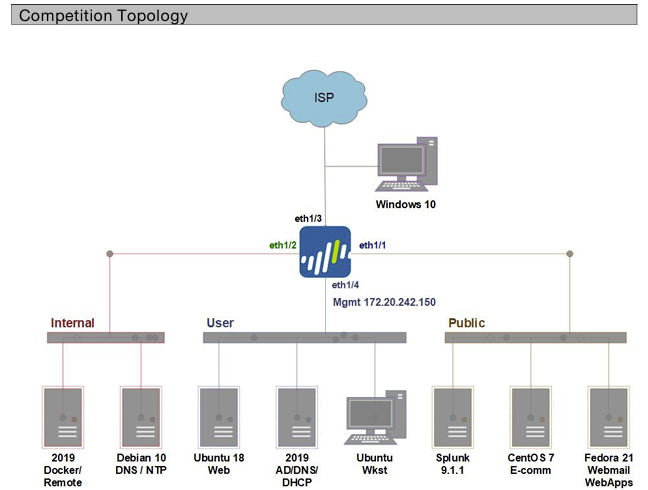 Competition Topology
ISP
Windows 10
eth1/3
eth1/2
eth1/1
eth1/4
Mgmt 172.20.242.150
Internal
User
Public
2019
Docker/
Remote
Debian 10
DNS / NTP
Ubuntu 18
Web
2019
AD/DNS/
DHCP
Ubuntu
Wkst
Splunk
9.1.1
CentOS 7
E-comm
Fedora 21
Webmail
WebApps